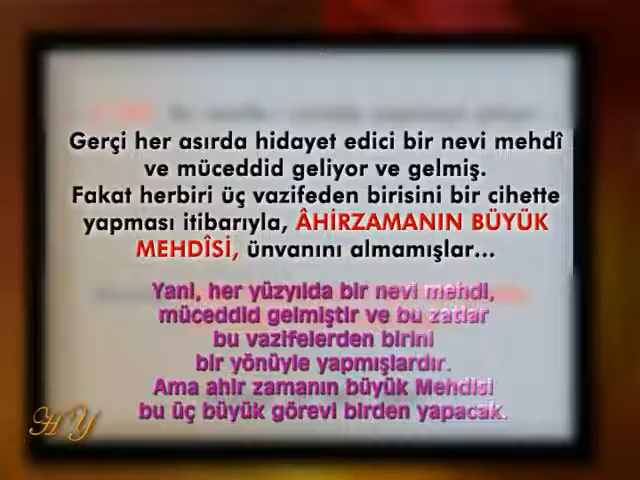 Gerçi her asırda hidayet edici bir nevi mehdî
ve müceddid geliyor ve gelmiş.
Fakat herbiri üç vazifeden birisini bir cihette
yapması itibarıyla, ÂHİRZAMANIN BÜYÜK
MEHDÎSİ, ünvanını almamışlar...
Yani, her yüzyılda bir nevi mehdi,
müceddid gelmiştir ve bu zatlar
bu vazifelerden birini
bir yönüyle yapmışlardır.
Ama ahir zamanın büyük Mehdisi
bu üç büyük görevi birden yapacak.
HY